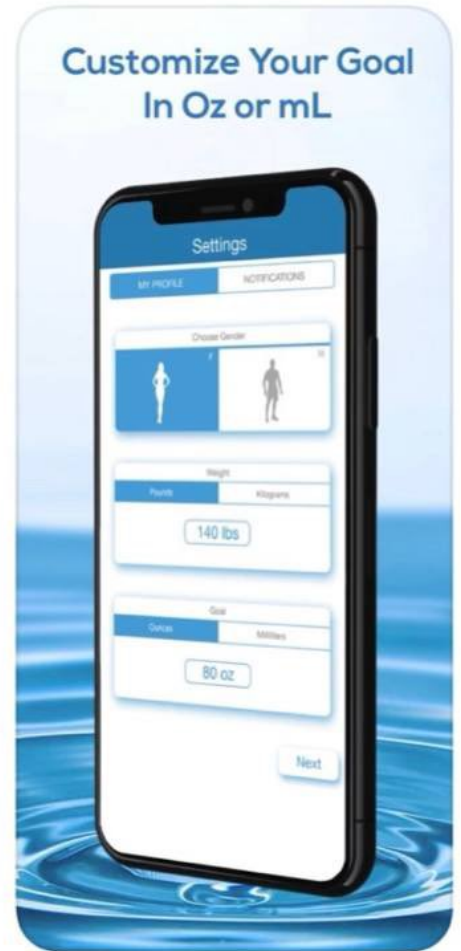 Customize Your Goal
In Oz or mL
Settings
MY PROFILE NOTIFICATIONS
Choose Gender
F M
Weight
Pounds Kilograms
140 lbs
Goal
Ounces Milliliters
80 oz
Next